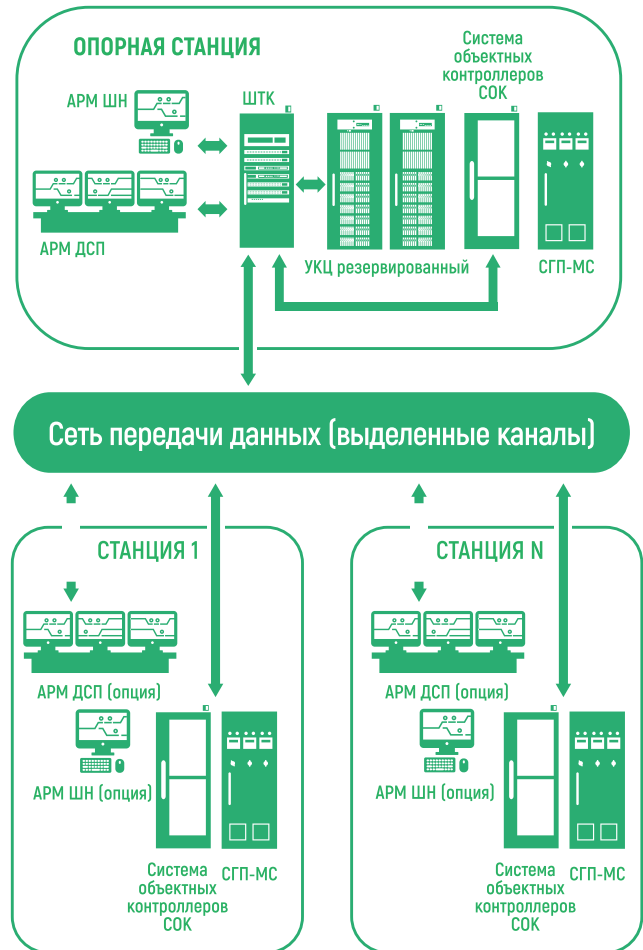 ОПОРНАЯ СТАНЦИЯ
Система
объектных
контроллеров
СОК
АРМ ШН
ШТК
АРМ ДСП
УКЦ резервированный
СГП-МС
Сеть передачи данных (выделенные каналы)
СТАНЦИЯ 1
АРМ ДСП (опция)
АРМ ШН (опция)
Система
объектных
контроллеров
СОК
СГП-МС
СТАНЦИЯ N
АРМ ДСП (опция)
АРМ ШН (опция)
Система
объектных
контроллеров
СОК
СГП-МС